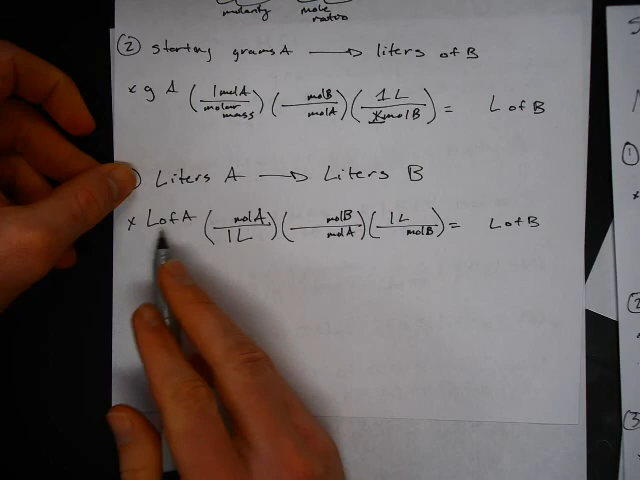 molarity mole
ratio
② starting grams A → liters of B
x g A (1 mol A / molar mass) ( mol B / mol A) (1 L / x mol B) = L of B
) Liters A → Liters B
x L of A ( mol A / 1 L) ( mol B / mol A) (1 L / mol B) = L of B